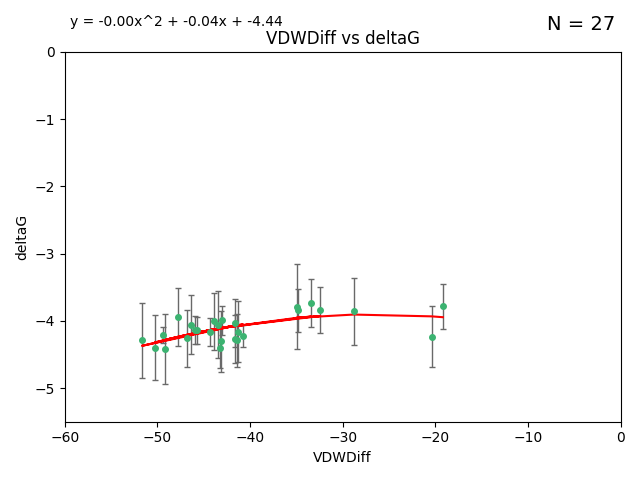 y = -0.00x^2 + -0.04x + -4.44
N = 27
VDWDiff vs deltaG
0
−1
−2
−3
−4
−5
deltaG
−60 −50 −40 −30 −20 −10 0
VDWDiff